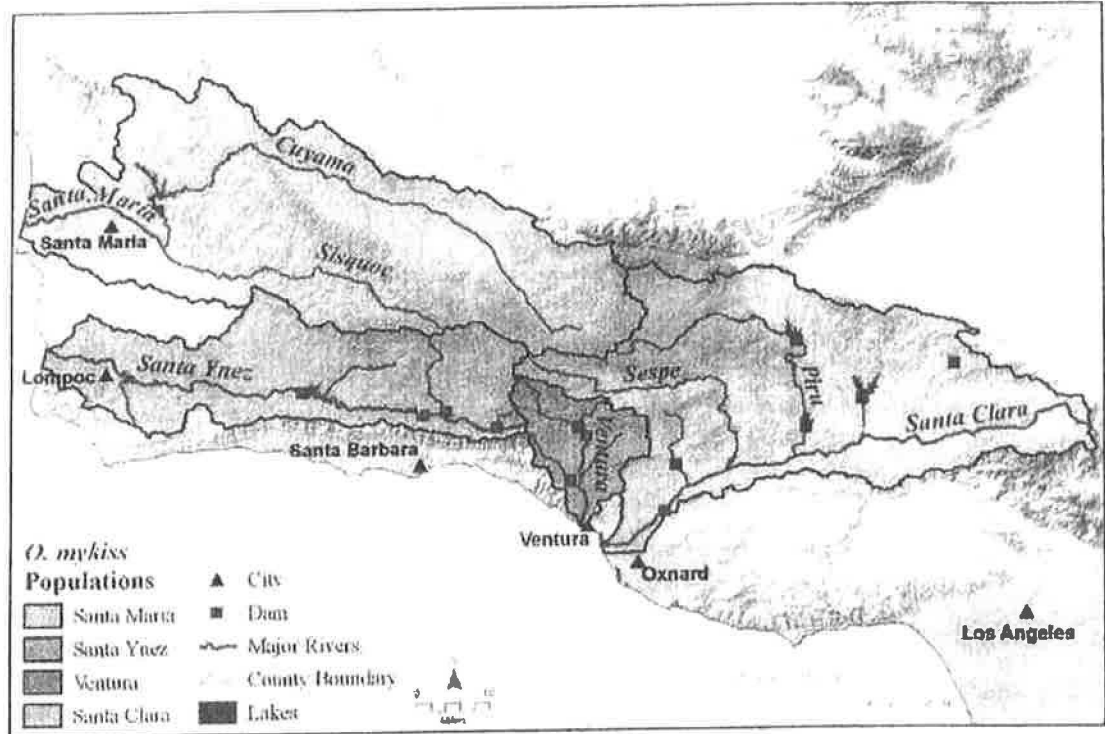 Cuyama
Santa Maria
Santa Maria
Sisquoc
Santa Ynez
Lompoc
Sespe
Piru
Santa Clara
Santa Barbara
Ventura
Ventura
Oxnard
Los Angeles
O. mykiss
Populations
Santa Maria
Santa Ynez
Ventura
Santa Clara
City
Dam
Major Rivers
County Boundary
Lakes